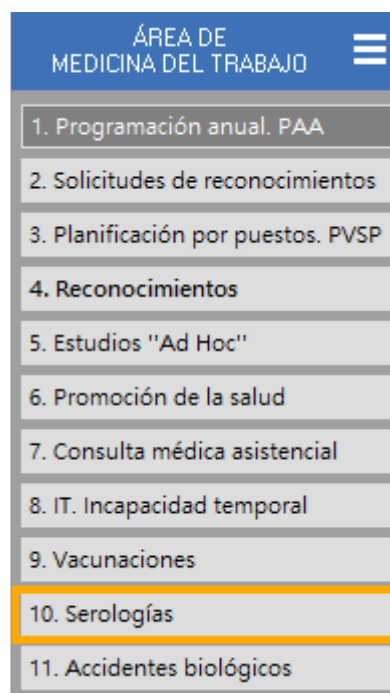 ÁREA DE
MEDICINA DEL TRABAJO
1. Programación anual. PAA
2. Solicitudes de reconocimientos
3. Planificación por puestos. PVSP
4. Reconocimientos
5. Estudios "Ad Hoc"
6. Promoción de la salud
7. Consulta médica asistencial
8. IT. Incapacidad temporal
9. Vacunaciones
10. Serologías
11. Accidentes biológicos